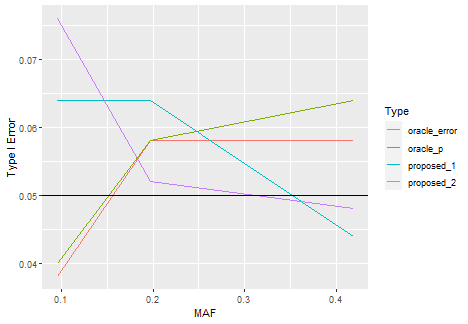 0.07
0.06
0.05
0.04
Type I Error
0.1
0.2
0.3
0.4
MAF
Type
oracle_error
oracle_p
proposed_1
proposed_2